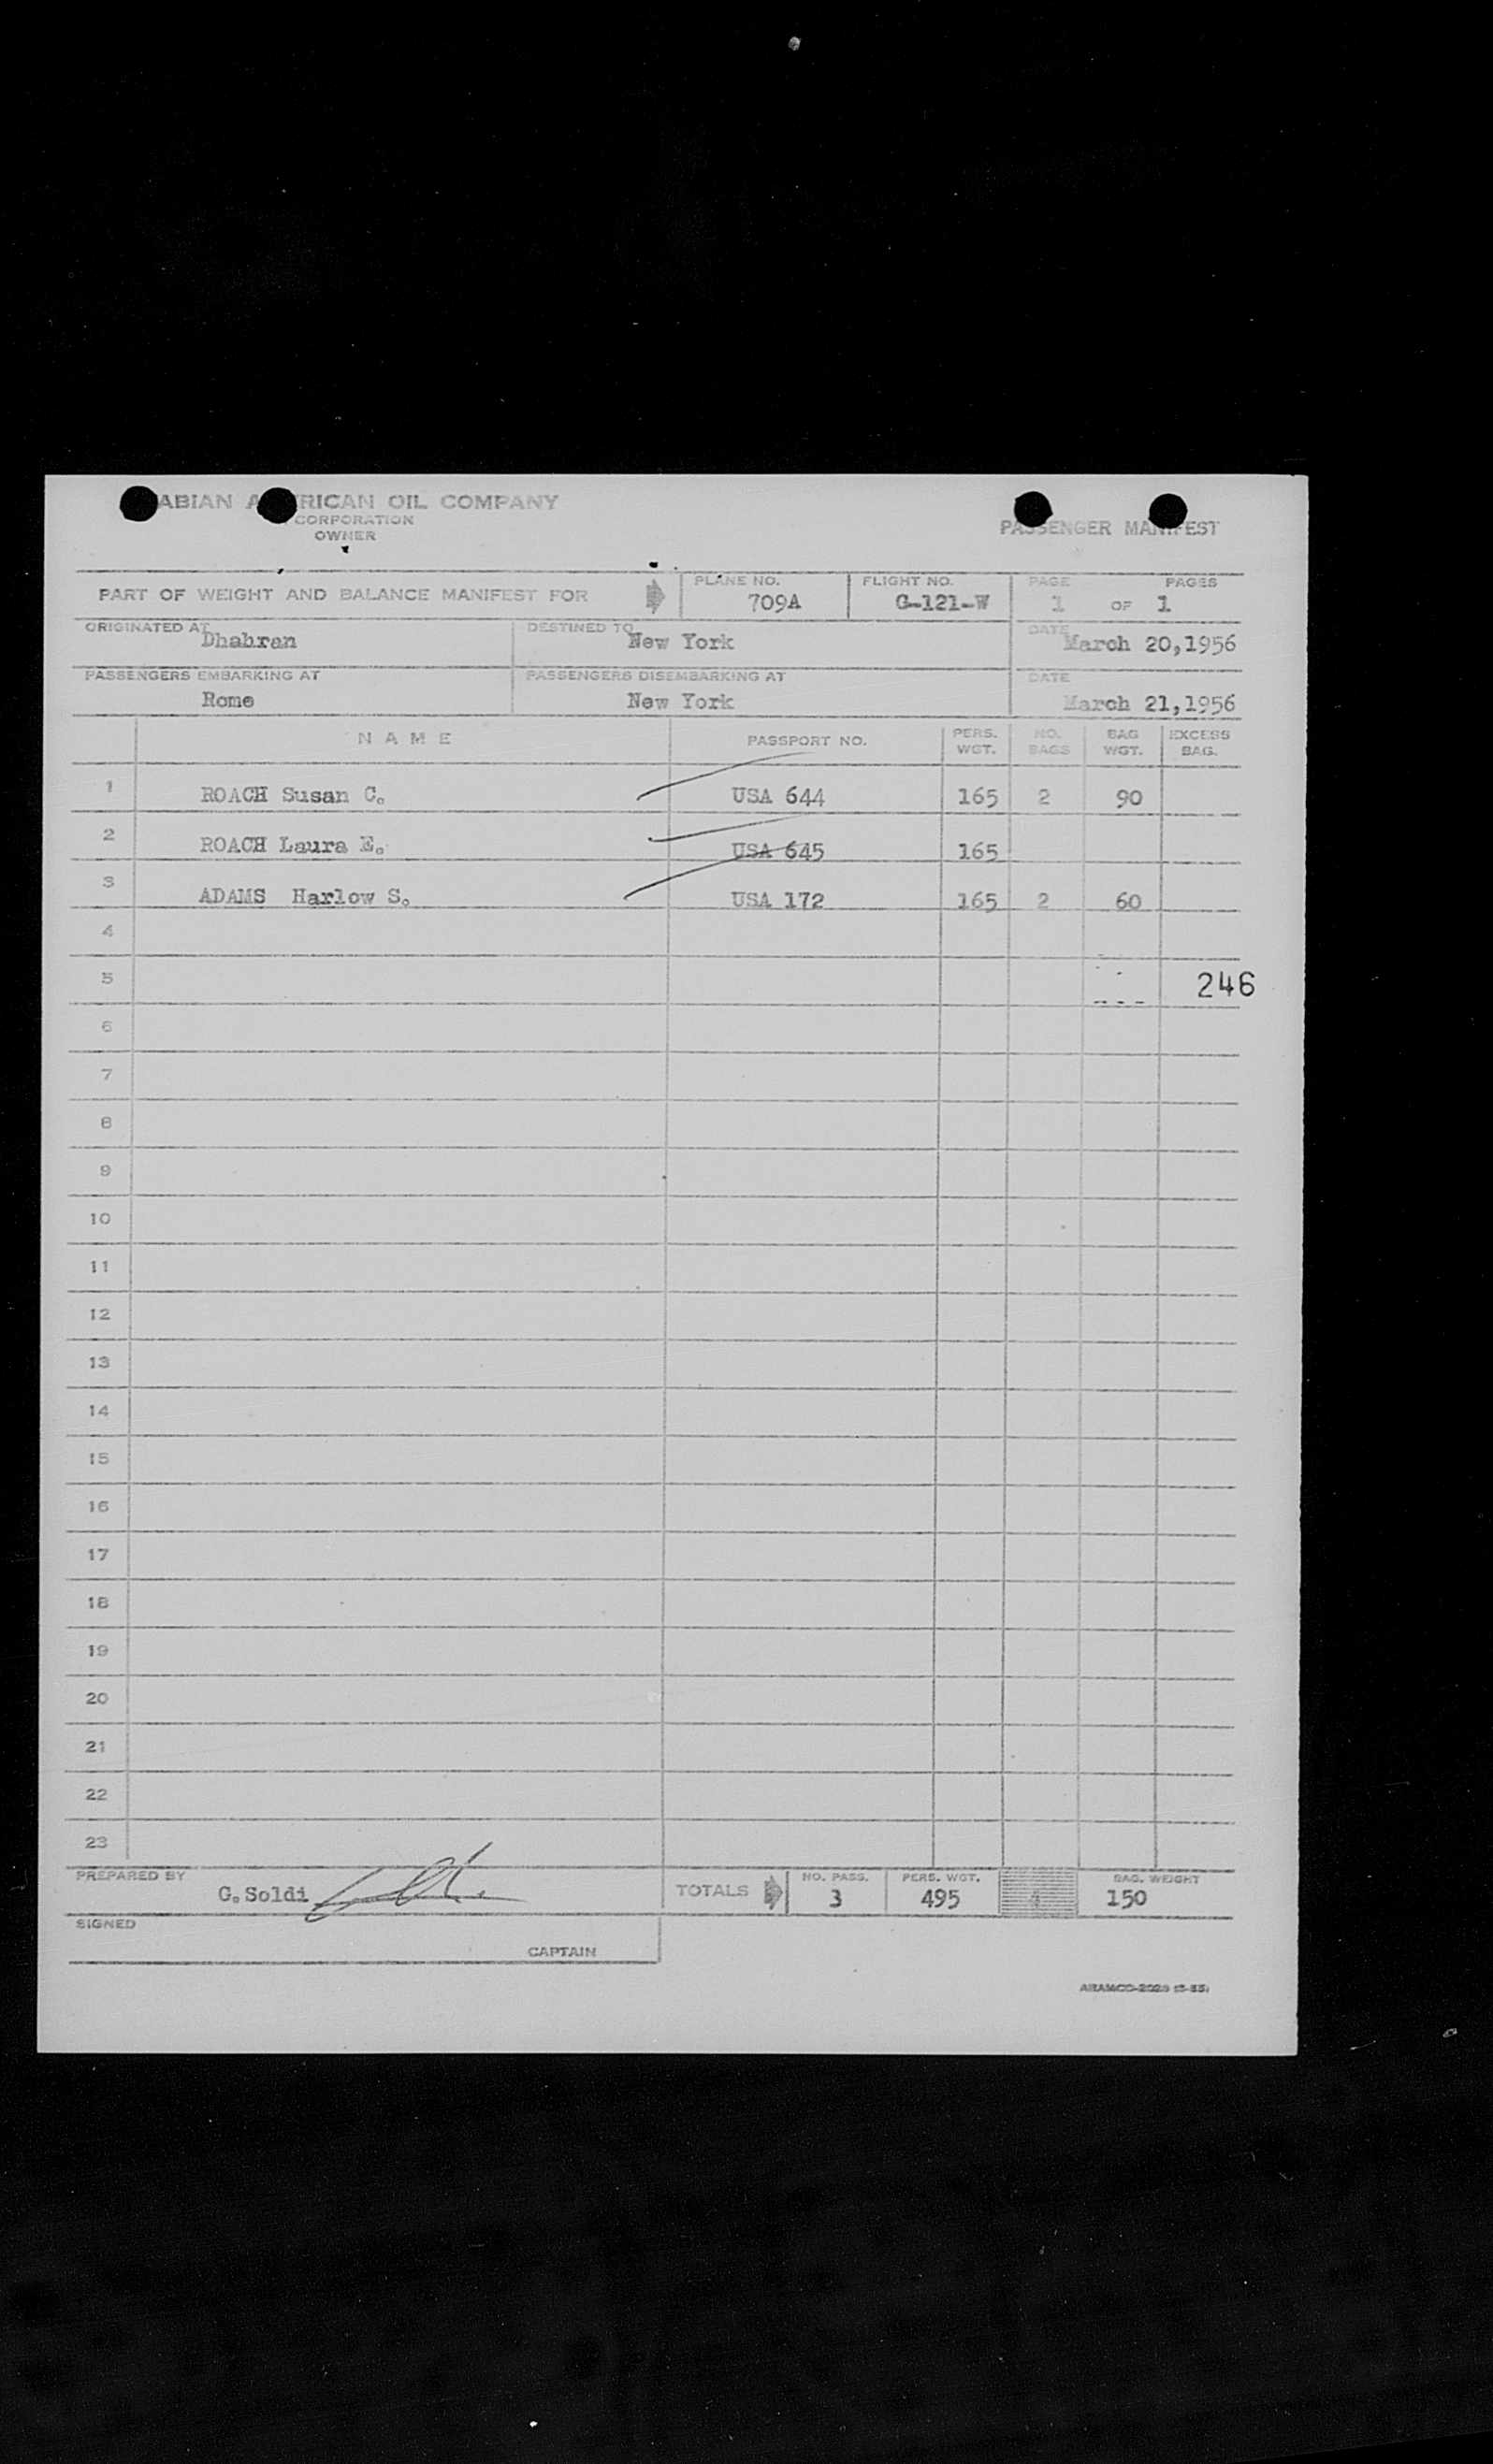 ABIAN A RICAN OIL COMPANY
CORPORATION
OWNER
PASSENGER MANIFEST
PART OF WEIGHT AND BALANCE MANIFEST FOR
PLANE NO. 709A
FLIGHT NO. G-121-W
PAGE 1 OF 1 PAGES
ORIGINATED AT Dhahran
DESTINED TO New York
DATE March 20,1956
PASSENGERS EMBARKING AT Rome
PASSENGERS DISEMBARKING AT New York
DATE March 21,1956
NAME PASSPORT NO. PERS. WGT. NO. BAGS BAG WGT. EXCESS BAG.
1 ROACH Susan C. USA 644 165 2 90
2 ROACH Laura E. USA 645 165
3 ADAMS Harlow S. USA 172 165 2 60
4
5 246
6
7
8
9
10
11
12
13
14
15
16
17
18
19
20
21
22
23
PREPARED BY G.Soldi
TOTALS NO. PASS. 3 PERS. WGT. 495 4 BAG. WEIGHT 150
SIGNED
CAPTAIN